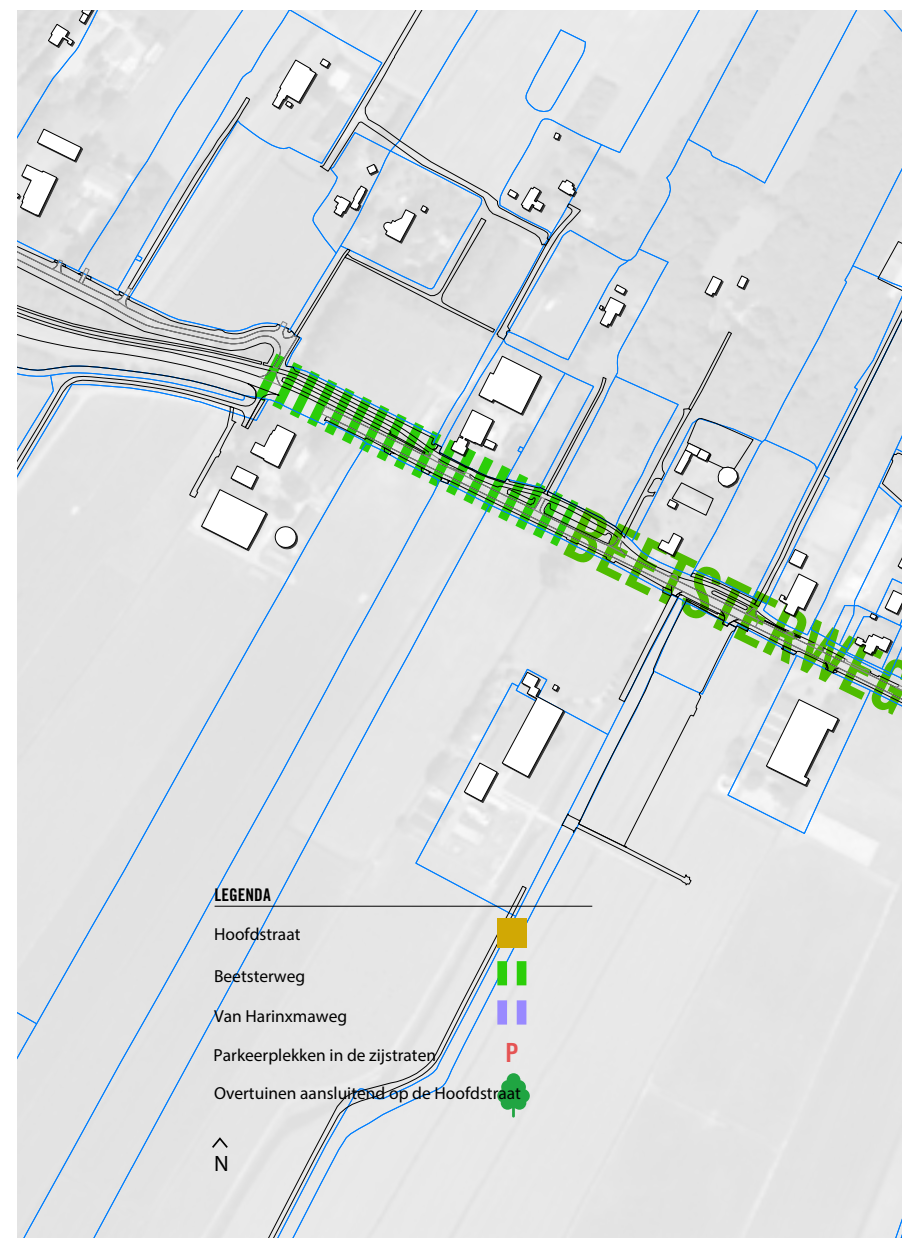 BEETSTERWEG
LEGENDA
Hoofdstraat
Beetsterweg
Van Harinxmaweg
Parkeerplekken in de zijstraten P
Overtuinen aansluitend op de Hoofdstraat
N